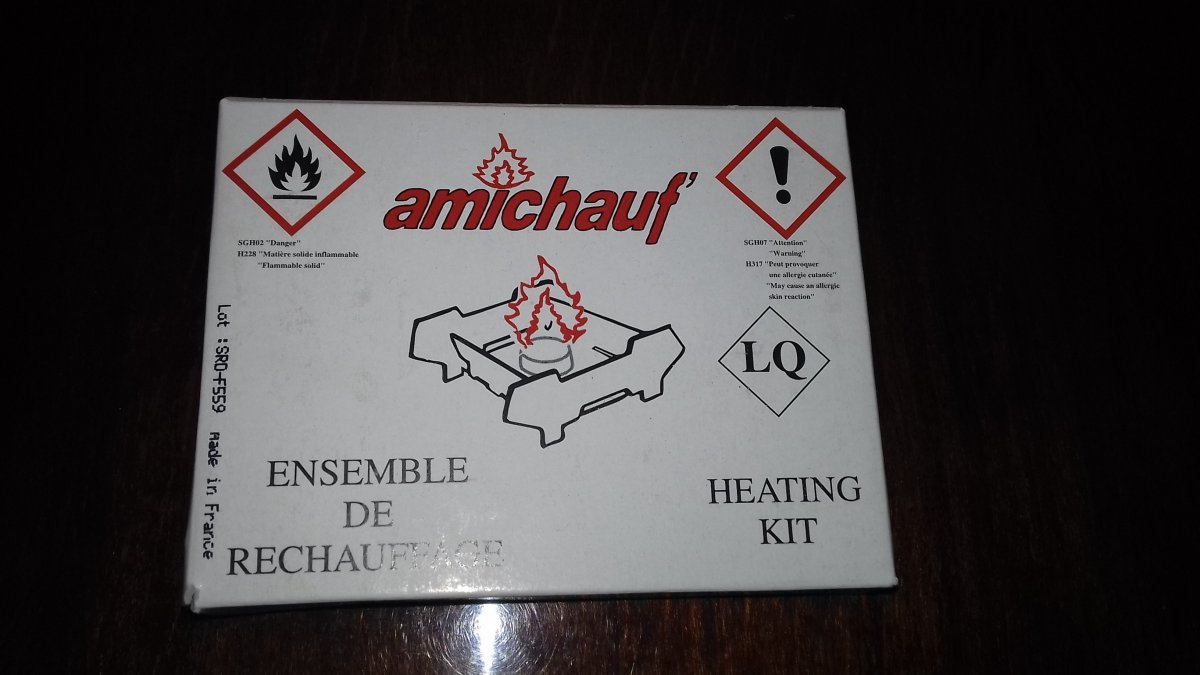 amichauf'
SGH02 "Danger"
H228 "Matière solide inflammable
"Flammable solid"
SGH07 "Attention"
"Warning"
H317 "Peut provoquer
une allergie cutanée"
"May cause an allergic
skin reaction"
LQ
Lot : SRD-F559 Made in France
ENSEMBLE
DE
RECHAUFFAGE
HEATING
KIT